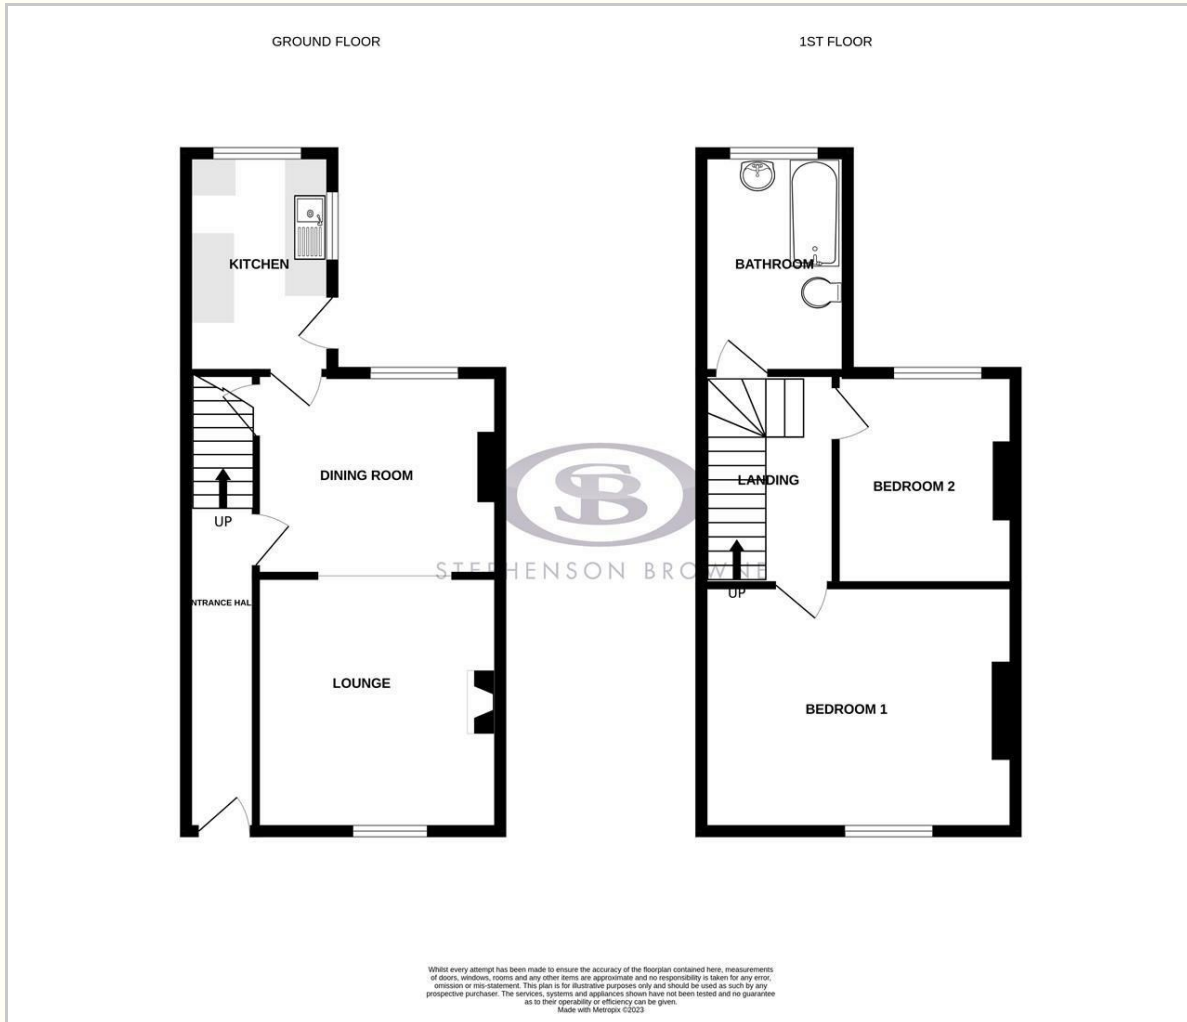 GROUND FLOOR
1ST FLOOR
KITCHEN
BATHROOM
DINING ROOM
UP
LANDING
BEDROOM 2
UP
SB
STEPHENSON BROWNE
NTRANCE HAL
LOUNGE
BEDROOM 1
Whilst every attempt has been made to ensure the accuracy of the floorplan contained here, measurements
of doors, windows, rooms and any other items are approximate and no responsibility is taken for any error,
omission or mis-statement. This plan is for illustrative purposes only and should be used as such by any
prospective purchaser. The services, systems and appliances shown have not been tested and no guarantee
as to their operability or efficiency can be given.
Made with Metropix ©2023